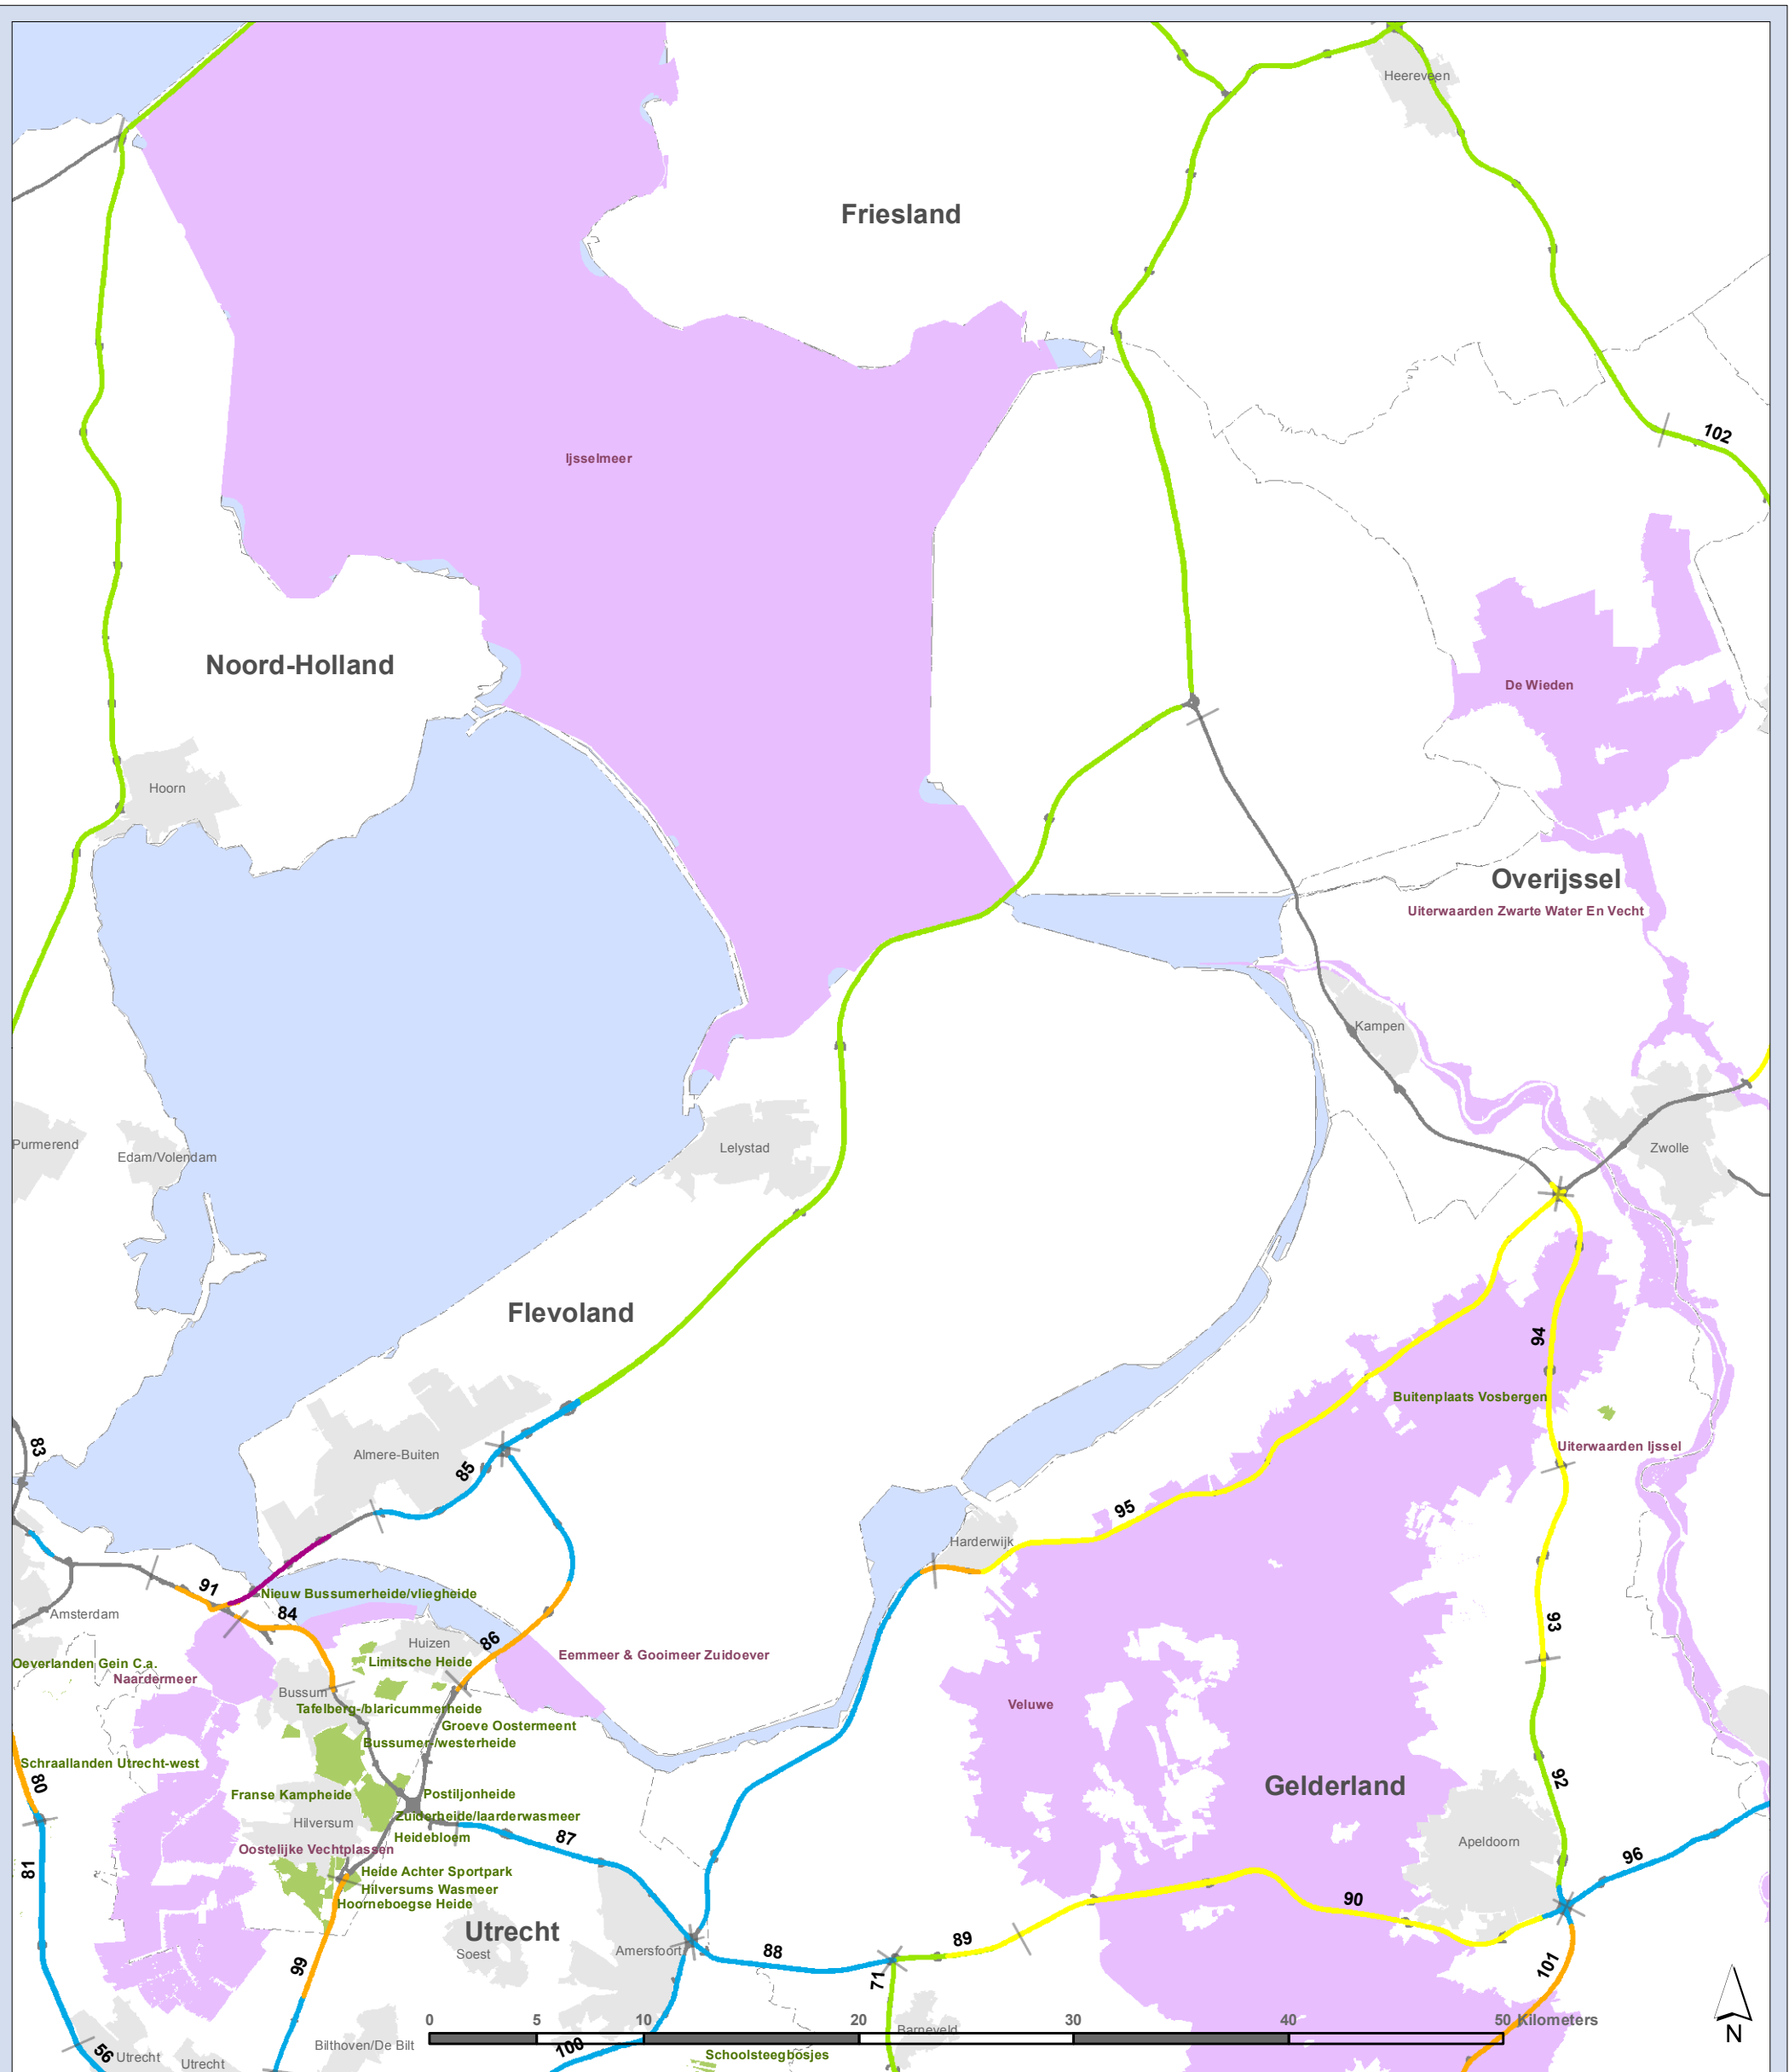 Heereveen
Friesland
102
Ijsselmeer
Noord-Holland
De Wieden
Hoorn
Overijssel
Uiterwaarden Zwarte Water En Vecht
Kampen
Purmerend
Edam/Volendam
Lelystad
Zwolle
Flevoland
94
Buitenplaats Vosbergen
83
Almere-Buiten
85
Uiterwaarden Ijssel
95
Harderwijk
91
Nieuw Bussumerheide/vliegheide
Amsterdam
84
93
Huizen
86
Oeverlanden Gein C.a.
Limitsche Heide
Eemmeer & Gooimeer Zuidoever
Naardermeer
Bussum
Veluwe
Tafelberg-/blaricummerheide
Groeve Oostermeent
Bussumer-/westerheide
Schraallanden Utrecht-west
80
92
Gelderland
Franse Kampheide
Postiljonheide
Zuiderheide/laarderwasmeer
Hilversum
Heidebloem
87
Apeldoorn
Oostelijke Vechtplassen
96
81
Heide Achter Sportpark
Hilversums Wasmeer
Hoorneboegse Heide
90
Utrecht
Soest
Amersfoort
88
89
99
71
101
0 5 10 20 30 40 50 Kilometers
Barneveld
N
56
Utrecht
Utrecht
Bilthoven/De Bilt
100
Schoolsteegbosjes